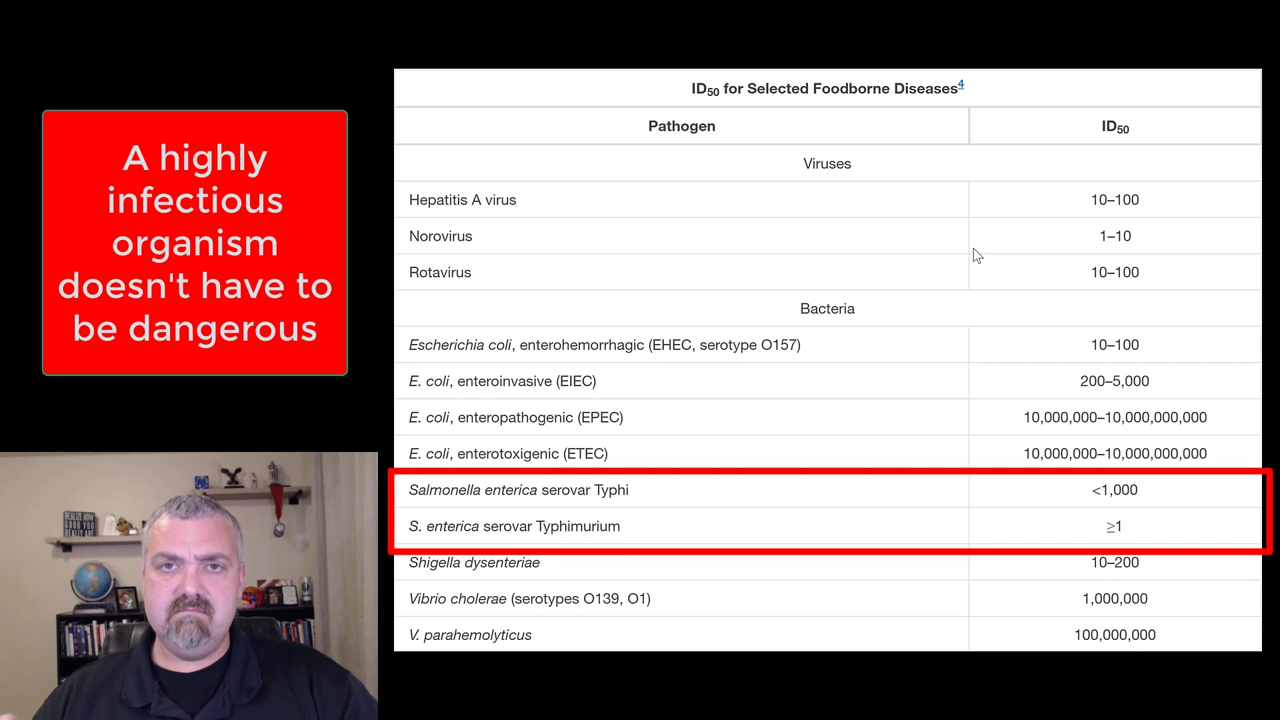 A highly
infectious
organism
doesn't have to
be dangerous
ID₅₀ for Selected Foodborne Diseases⁴
Pathogen ID₅₀
Viruses
Hepatitis A virus 10–100
Norovirus 1–10
Rotavirus 10–100
Bacteria
Escherichia coli, enterohemorrhagic (EHEC, serotype O157) 10–100
E. coli, enteroinvasive (EIEC) 200–5,000
E. coli, enteropathogenic (EPEC) 10,000,000–10,000,000,000
E. coli, enterotoxigenic (ETEC) 10,000,000–10,000,000,000
Salmonella enterica serovar Typhi <1,000
S. enterica serovar Typhimurium ≥1
Shigella dysenteriae 10–200
Vibrio cholerae (serotypes O139, O1) 1,000,000
V. parahemolyticus 100,000,000